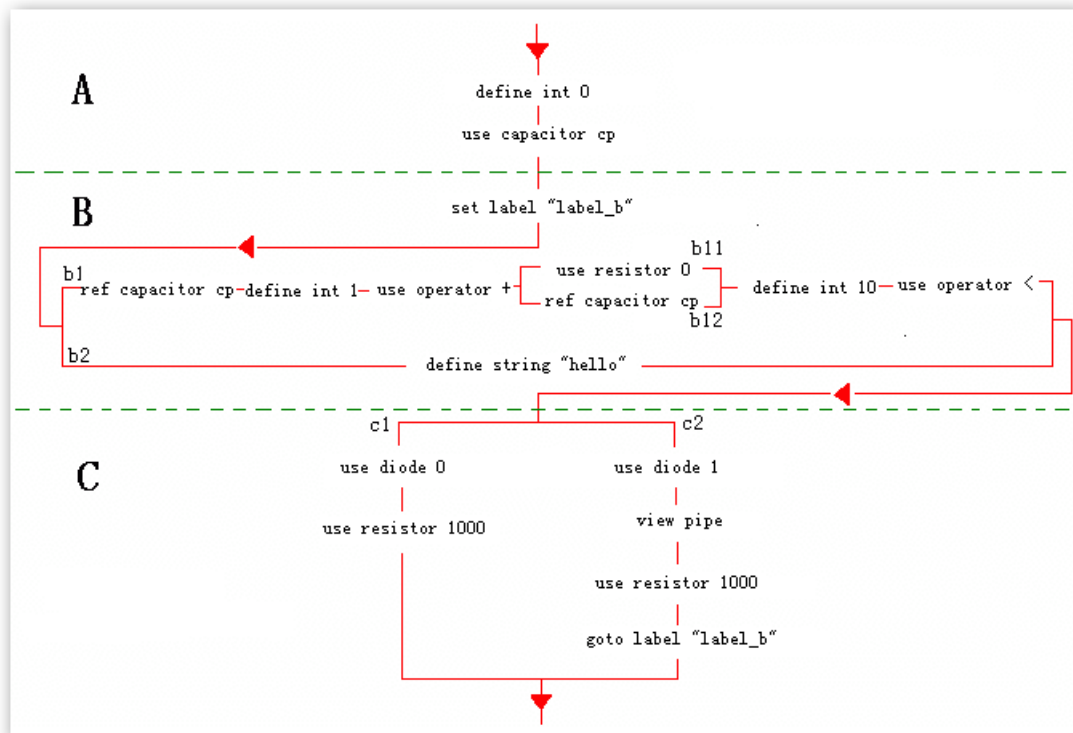 A
define int 0
use capacitor cp
B
set label "label_b"
b11
b1
use resistor 0
ref capacitor cp
define int 1
use operator +
ref capacitor cp
define int 10
use operator <
b12
b2
define string "hello"
c1
c2
C
use diode 0
use diode 1
use resistor 1000
view pipe
use resistor 1000
goto label "label_b"